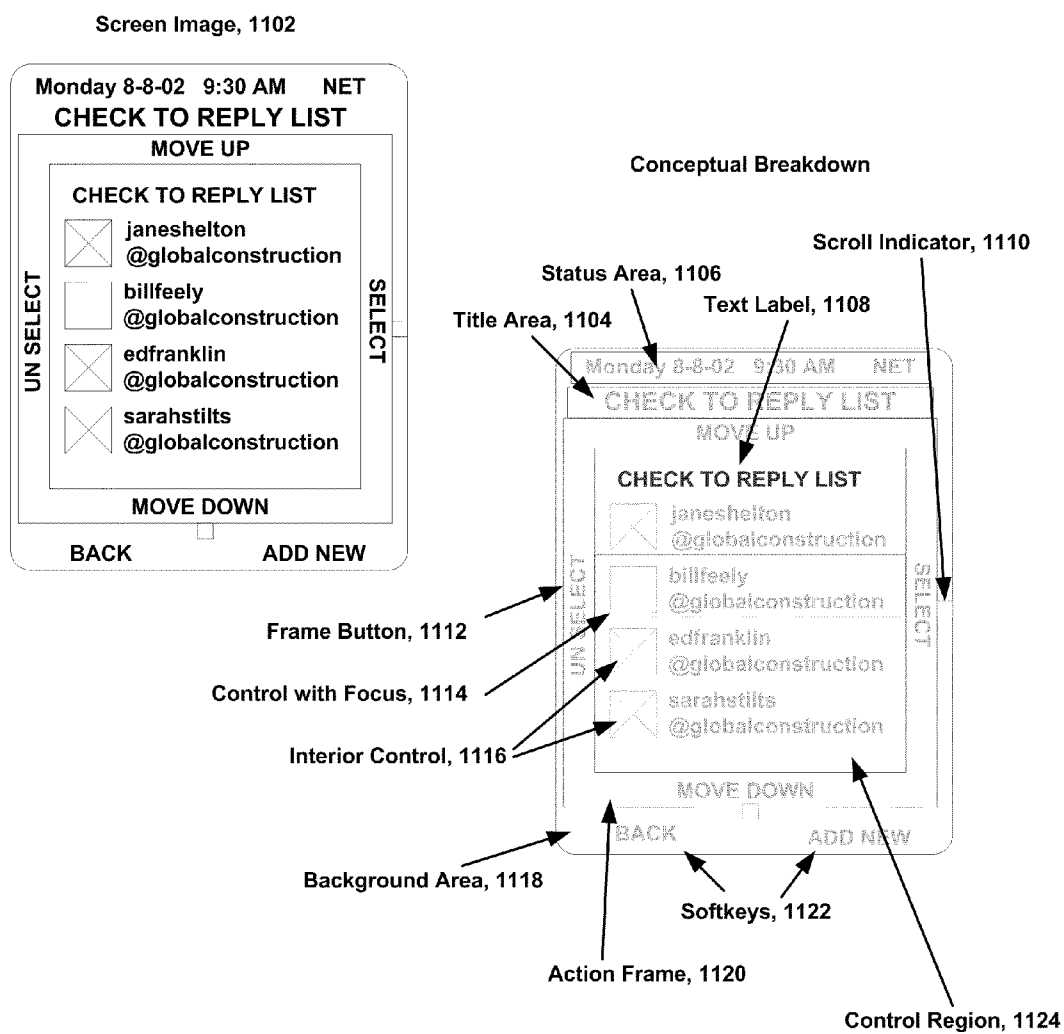 Screen Image, 1102
Monday 8-8-02 9:30 AM NET
CHECK TO REPLY LIST
MOVE UP
CHECK TO REPLY LIST
janeshelton
@globalconstruction
billfeely
@globalconstruction
edfranklin
@globalconstruction
sarahstilts
@globalconstruction
UN SELECT
SELECT
MOVE DOWN
BACK ADD NEW
Conceptual Breakdown
Scroll Indicator, 1110
Status Area, 1106
Text Label, 1108
Title Area, 1104
Monday 8-8-02 9:30 AM NET
CHECK TO REPLY LIST
MOVE UP
CHECK TO REPLY LIST
janeshelton
@globalconstruction
billfeely
@globalconstruction
edfranklin
@globalconstruction
sarahstilts
@globalconstruction
UN SELECT
SELECT
MOVE DOWN
BACK ADD NEW
Frame Button, 1112
Control with Focus, 1114
Interior Control, 1116
Background Area, 1118
Softkeys, 1122
Action Frame, 1120
Control Region, 1124